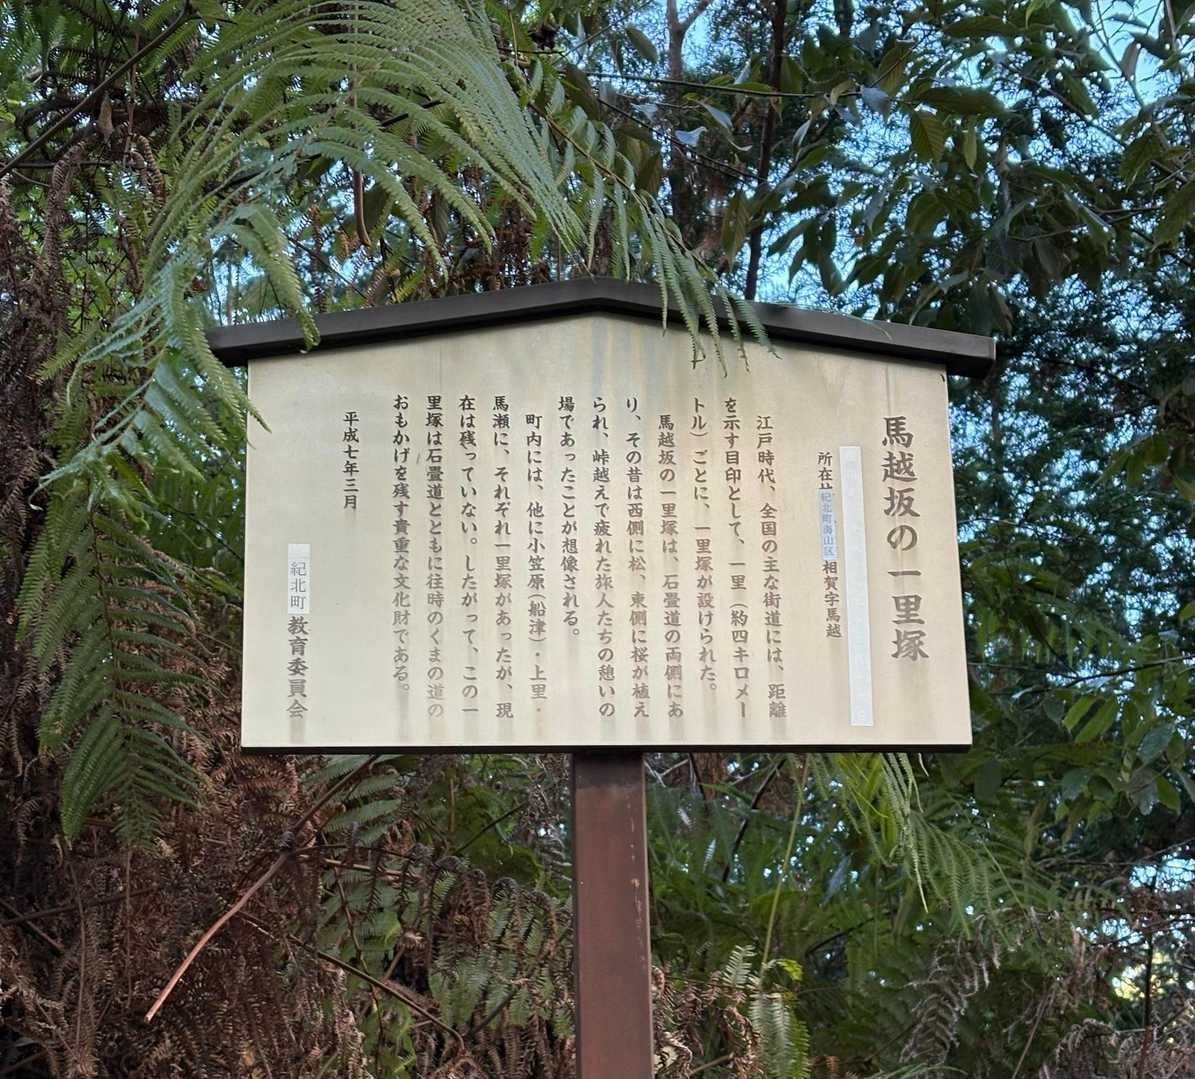 馬越坂の一里塚
所在 紀北町海山区 相賀字馬越
江戸時代、全国の主な街道には、距離
を示す目印として、一里(約四キロメー
トル)ごとに、一里塚が設けられた。
馬越坂の一里塚は、石畳道の両側にあ
り、その昔は西側に松、東側に桜が植え
られ、峠越えで疲れた旅人たちの憩いの
場であったことが想像される。
町内には、他に小笠原(船津)・上里・
馬瀬に、それぞれ一里塚があったが、現
在は残っていない。したがって、この一
里塚は石畳道とともに往時のくまの道の
おもかげを残す貴重な文化財である。
平成七年三月
紀北町教育委員会